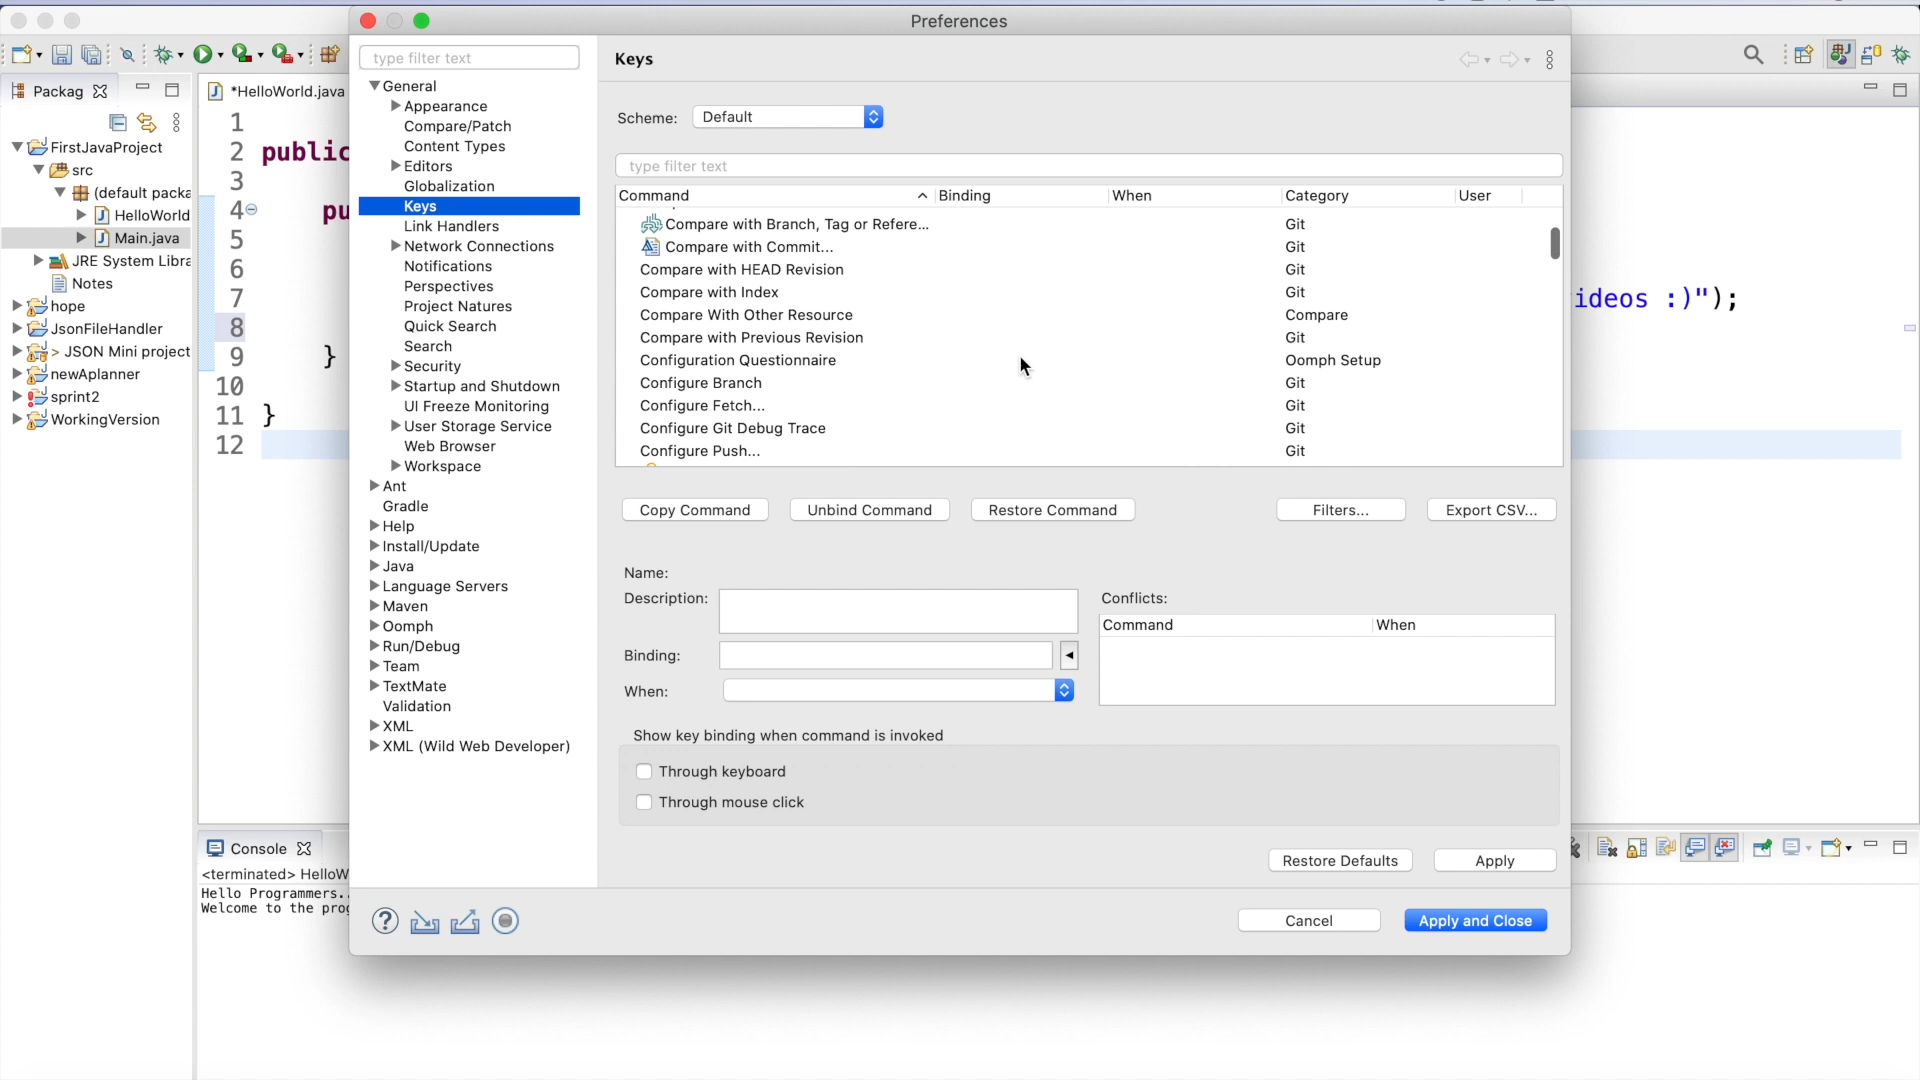 Preferences
type filter text
General
Appearance
Compare/Patch
Content Types
Editors
Globalization
Keys
Link Handlers
Network Connections
Notifications
Perspectives
Project Natures
Quick Search
Search
Security
Startup and Shutdown
UI Freeze Monitoring
User Storage Service
Web Browser
Workspace
Ant
Gradle
Help
Install/Update
Java
Language Servers
Maven
Oomph
Run/Debug
Team
TextMate
Validation
XML
XML (Wild Web Developer)
Keys
Scheme: Default
type filter text
Command Binding When Category User
Compare with Branch, Tag or Refere... Git
Compare with Commit... Git
Compare with HEAD Revision Git
Compare with Index Git
Compare With Other Resource Compare
Compare with Previous Revision Git
Configuration Questionnaire Oomph Setup
Configure Branch Git
Configure Fetch... Git
Configure Git Debug Trace Git
Configure Push... Git
Copy Command Unbind Command Restore Command Filters... Export CSV...
Name:
Description:
Binding:
When:
Conflicts:
Command When
Show key binding when command is invoked
Through keyboard
Through mouse click
Restore Defaults Apply
Cancel Apply and Close
Packag
FirstJavaProject
src
(default packa
HelloWorld
Main.java
JRE System Libra
Notes
hope
JsonFileHandler
> JSON Mini project
newAplanner
sprint2
WorkingVersion
*HelloWorld.java
1
2 public
3
4 pu
5
6
7 ideos :)");
8
9 }
10
11 }
12
Console
<terminated> HelloW
Hello Programmers..
Welcome to the prog